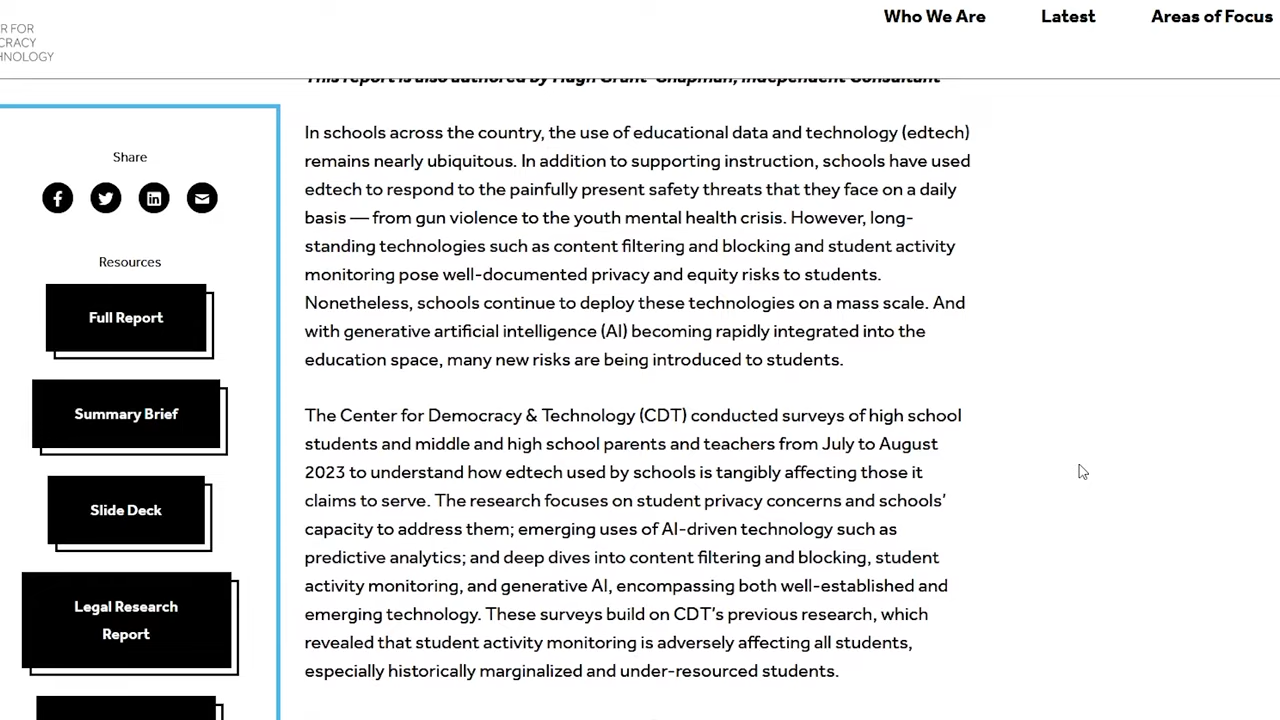 Who We Are
Latest
Areas of Focus
R FOR
CRACY
HNOLOGY
This report is also authored by Hugh Grant-Chapman, Independent Consultant
Share
Resources
Full Report
Summary Brief
Slide Deck
Legal Research
Report
In schools across the country, the use of educational data and technology (edtech)
remains nearly ubiquitous. In addition to supporting instruction, schools have used
edtech to respond to the painfully present safety threats that they face on a daily
basis — from gun violence to the youth mental health crisis. However, long-
standing technologies such as content filtering and blocking and student activity
monitoring pose well-documented privacy and equity risks to students.
Nonetheless, schools continue to deploy these technologies on a mass scale. And
with generative artificial intelligence (AI) becoming rapidly integrated into the
education space, many new risks are being introduced to students.
The Center for Democracy & Technology (CDT) conducted surveys of high school
students and middle and high school parents and teachers from July to August
2023 to understand how edtech used by schools is tangibly affecting those it
claims to serve. The research focuses on student privacy concerns and schools’
capacity to address them; emerging uses of AI-driven technology such as
predictive analytics; and deep dives into content filtering and blocking, student
activity monitoring, and generative AI, encompassing both well-established and
emerging technology. These surveys build on CDT’s previous research, which
revealed that student activity monitoring is adversely affecting all students,
especially historically marginalized and under-resourced students.